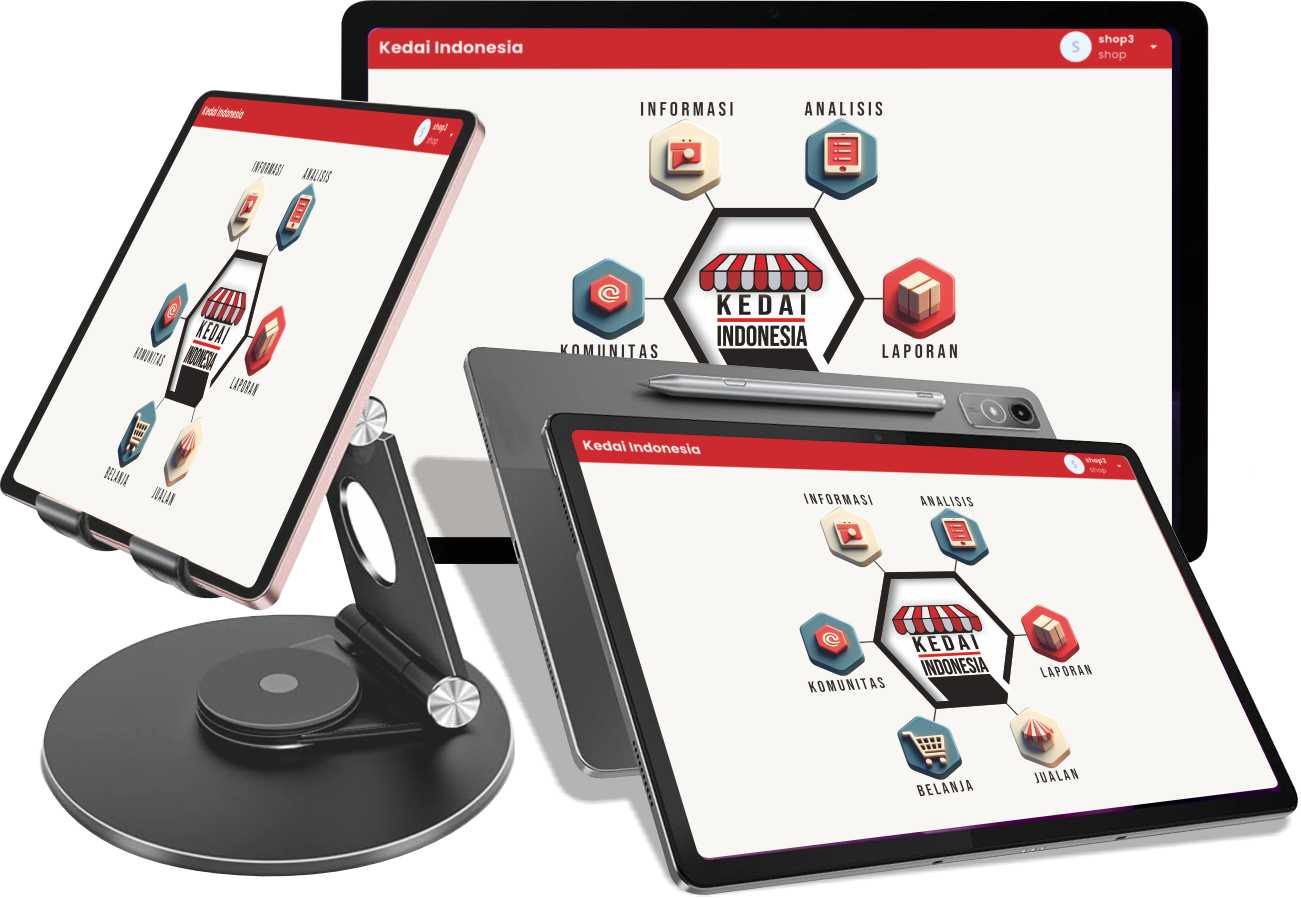 Kedai Indonesia
S
shop3
shop
INFORMASI
ANALISIS
KEDAI
INDONESIA
KOMUNITAS
LAPORAN
Kedai Indonesia
S
shop3
shop
INFORMASI
ANALISIS
KEDAI
INDONESIA
KOMUNITAS
LAPORAN
BELANJA
JUALAN
Kedai Indonesia
S
shop3
shop
INFORMASI
ANALISIS
KEDAI
INDONESIA
KOMUNITAS
LAPORAN
BELANJA
JUALAN